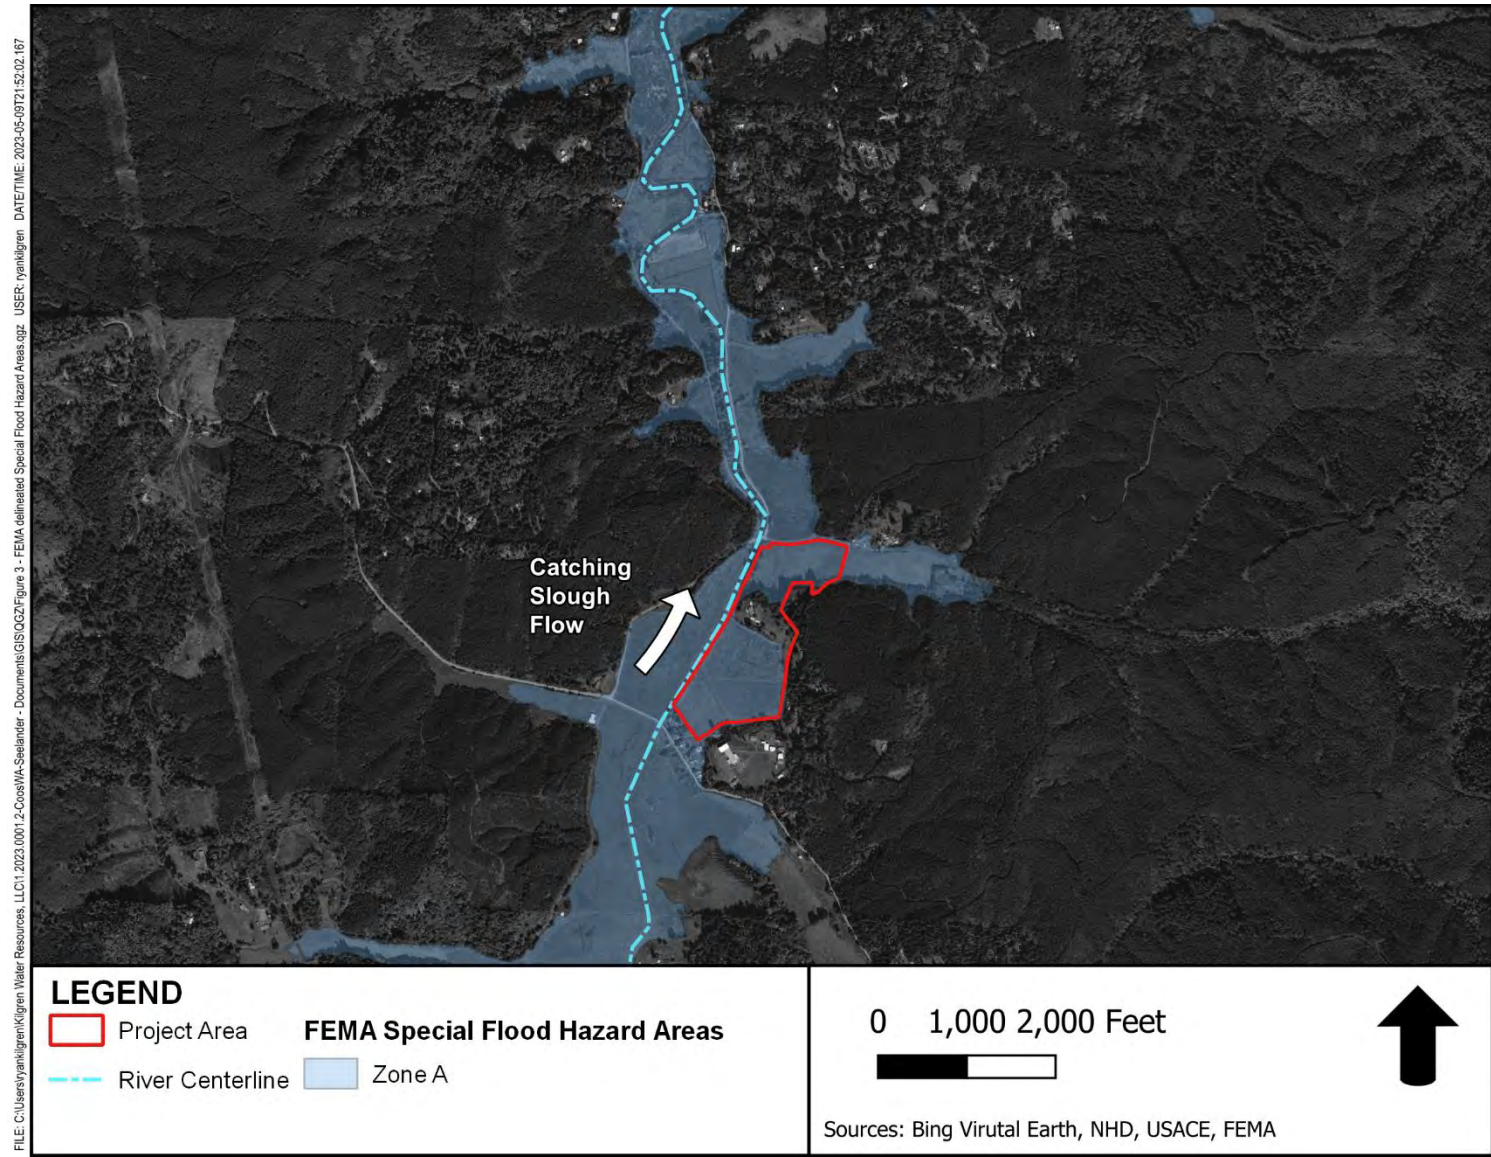 FILE: C:\Users\ryankilgren\Kilgren Water Resources, LLC\1.2023.0001.2-CoosWA-Seelander - Documents\GIS\QGZ\Figure 3 - FEMA delineated Special Flood Hazard Areas.qgz   USER: ryankilgren   DATE/TIME: 2023-05-09T21:52:02.167
Catching
Slough
Flow
LEGEND
Project Area
River Centerline
FEMA Special Flood Hazard Areas
Zone A
0 1,000 2,000 Feet
Sources: Bing Virutal Earth, NHD, USACE, FEMA